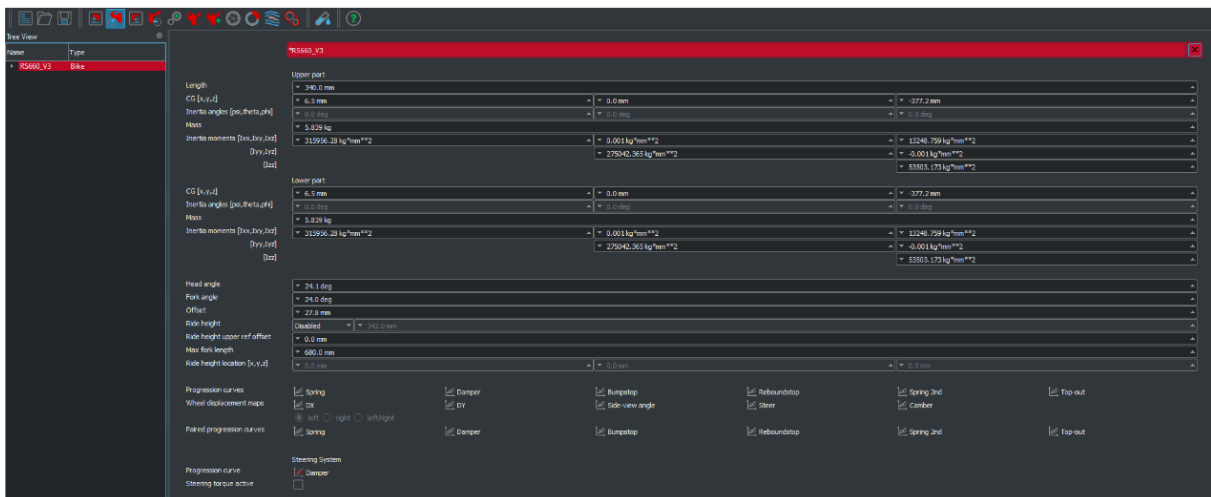 Tree View
Name Type
RS660_V3 Bike
*RS660_V3
Upper part
Length 340.0 mm
CG [x,y,z] 6.5 mm 0.0 mm -377.2 mm
Inertia angles [psi,theta,phi] 0.0 deg 0.0 deg 0.0 deg
Mass 5.839 kg
Inertia moments [Ixx,Ixy,Ixz] 315956.28 kg*mm**2 0.001 kg*mm**2 13248.759 kg*mm**2
[Iyy,Iyz] 275042.365 kg*mm**2 -0.001 kg*mm**2
[Izz] 53503.173 kg*mm**2
Lower part
CG [x,y,z] 6.5 mm 0.0 mm -377.2 mm
Inertia angles [psi,theta,phi] 0.0 deg 0.0 deg 0.0 deg
Mass 5.839 kg
Inertia moments [Ixx,Ixy,Ixz] 315956.28 kg*mm**2 0.001 kg*mm**2 13248.759 kg*mm**2
[Iyy,Iyz] 275042.365 kg*mm**2 -0.001 kg*mm**2
[Izz] 53503.173 kg*mm**2
Head angle 24.1 deg
Fork angle 24.0 deg
Offset 27.8 mm
Ride height Disabled 342.0 mm
Ride height upper ref offset 0.0 mm
Max fork length 680.0 mm
Ride height location [x,y,z] 0.0 mm 0.0 mm 0.0 mm
Progression curves Spring Damper Bumpstop Reboundstop Spring 2nd Top-out
Wheel displacement maps DX DY Side-view angle Steer Camber
left right left/right
Paired progression curves Spring Damper Bumpstop Reboundstop Spring 2nd Top-out
Steering System
Progression curve Damper
Steering torque active